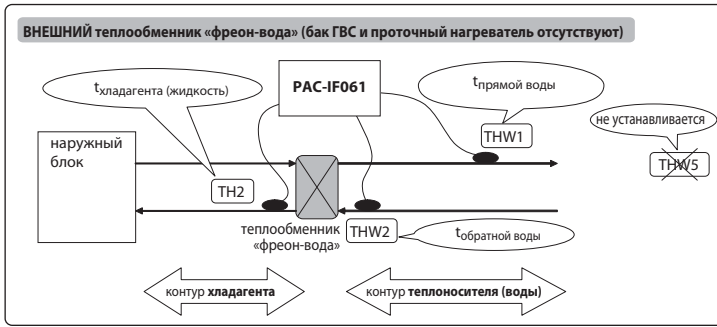 ВНЕШНИЙ теплообменник «фреон-вода» (бак ГВС и проточный нагреватель отсутствуют)
tхладагента (жидкость)
PAC-IF061
tпрямой воды
не устанавливается
наружный
блок
THW1
THW5
TH2
теплообменник
«фреон-вода»
THW2
tобратной воды
контур хладагента
контур теплоносителя (воды)